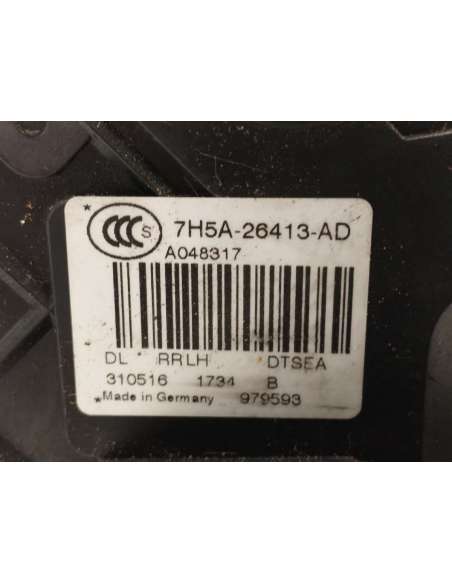 CCC S
7H5A-26413-AD
A048317
DL RRLH DTSEA
310516 1734 B
*Made in Germany 979593